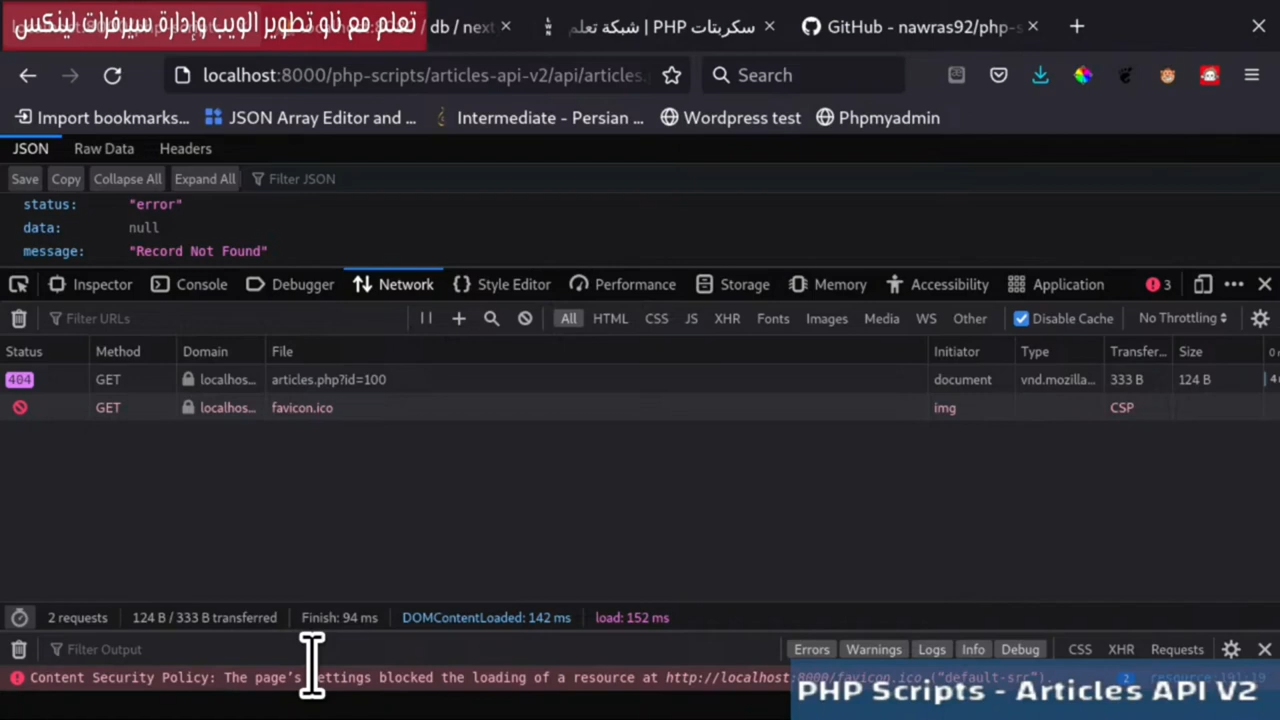 تعلم مع ناو تطوير الويب وإدارة سيرفرات لينكس
/ db / next
سكربتات PHP | شبكة تعلم
GitHub - nawras92/php-s
localhost:8000/php-scripts/articles-api-v2/api/articles.
Search
Import bookmarks...
JSON Array Editor and ...
Intermediate - Persian ...
Wordpress test
Phpmyadmin
JSON
Raw Data
Headers
Save
Copy
Collapse All
Expand All
Filter JSON
status: "error"
data: null
message: "Record Not Found"
Inspector
Console
Debugger
Network
Style Editor
Performance
Storage
Memory
Accessibility
Application
3
Filter URLs
All
HTML
CSS
JS
XHR
Fonts
Images
Media
WS
Other
Disable Cache
No Throttling
Status Method Domain File Initiator Type Transfer... Size
404 GET localhos... articles.php?id=100 document vnd.mozilla... 333 B 124 B
GET localhos... favicon.ico img CSP
2 requests
124 B / 333 B transferred
Finish: 94 ms
DOMContentLoaded: 142 ms
load: 152 ms
Filter Output
Errors
Warnings
Logs
Info
Debug
CSS
XHR
Requests
Content Security Policy: The page's settings blocked the loading of a resource at http://localhost:8000/favicon.ico ("default-src").
PHP Scripts - Articles API V2